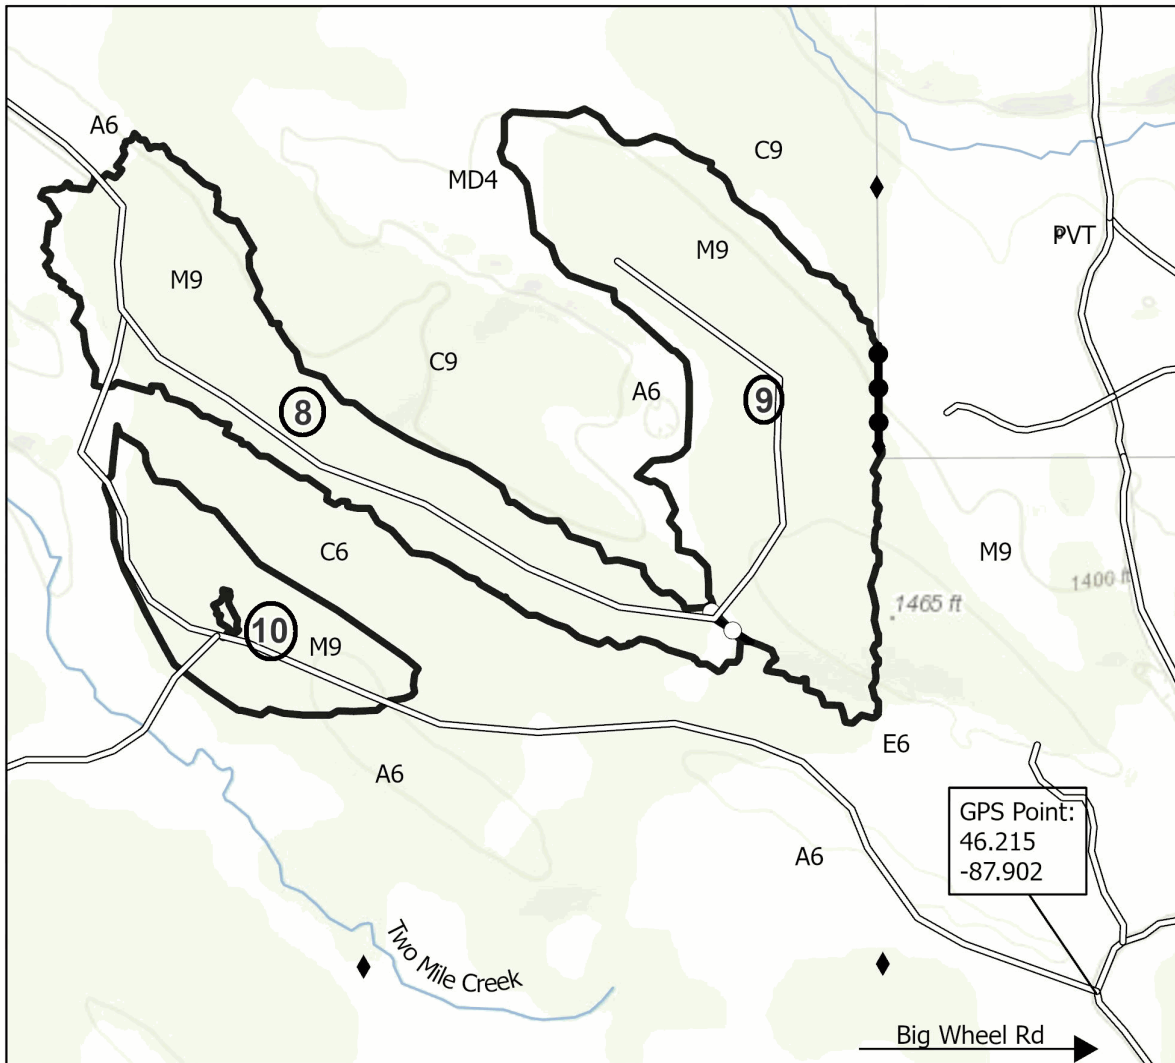 A6
C9
MD4
PVT
M9
M9
C9
A6
8
9
C6
M9
1400 ft
1465 ft
10
M9
E6
A6
GPS Point:
46.215
-87.902
A6
Two Mile Creek
Big Wheel Rd